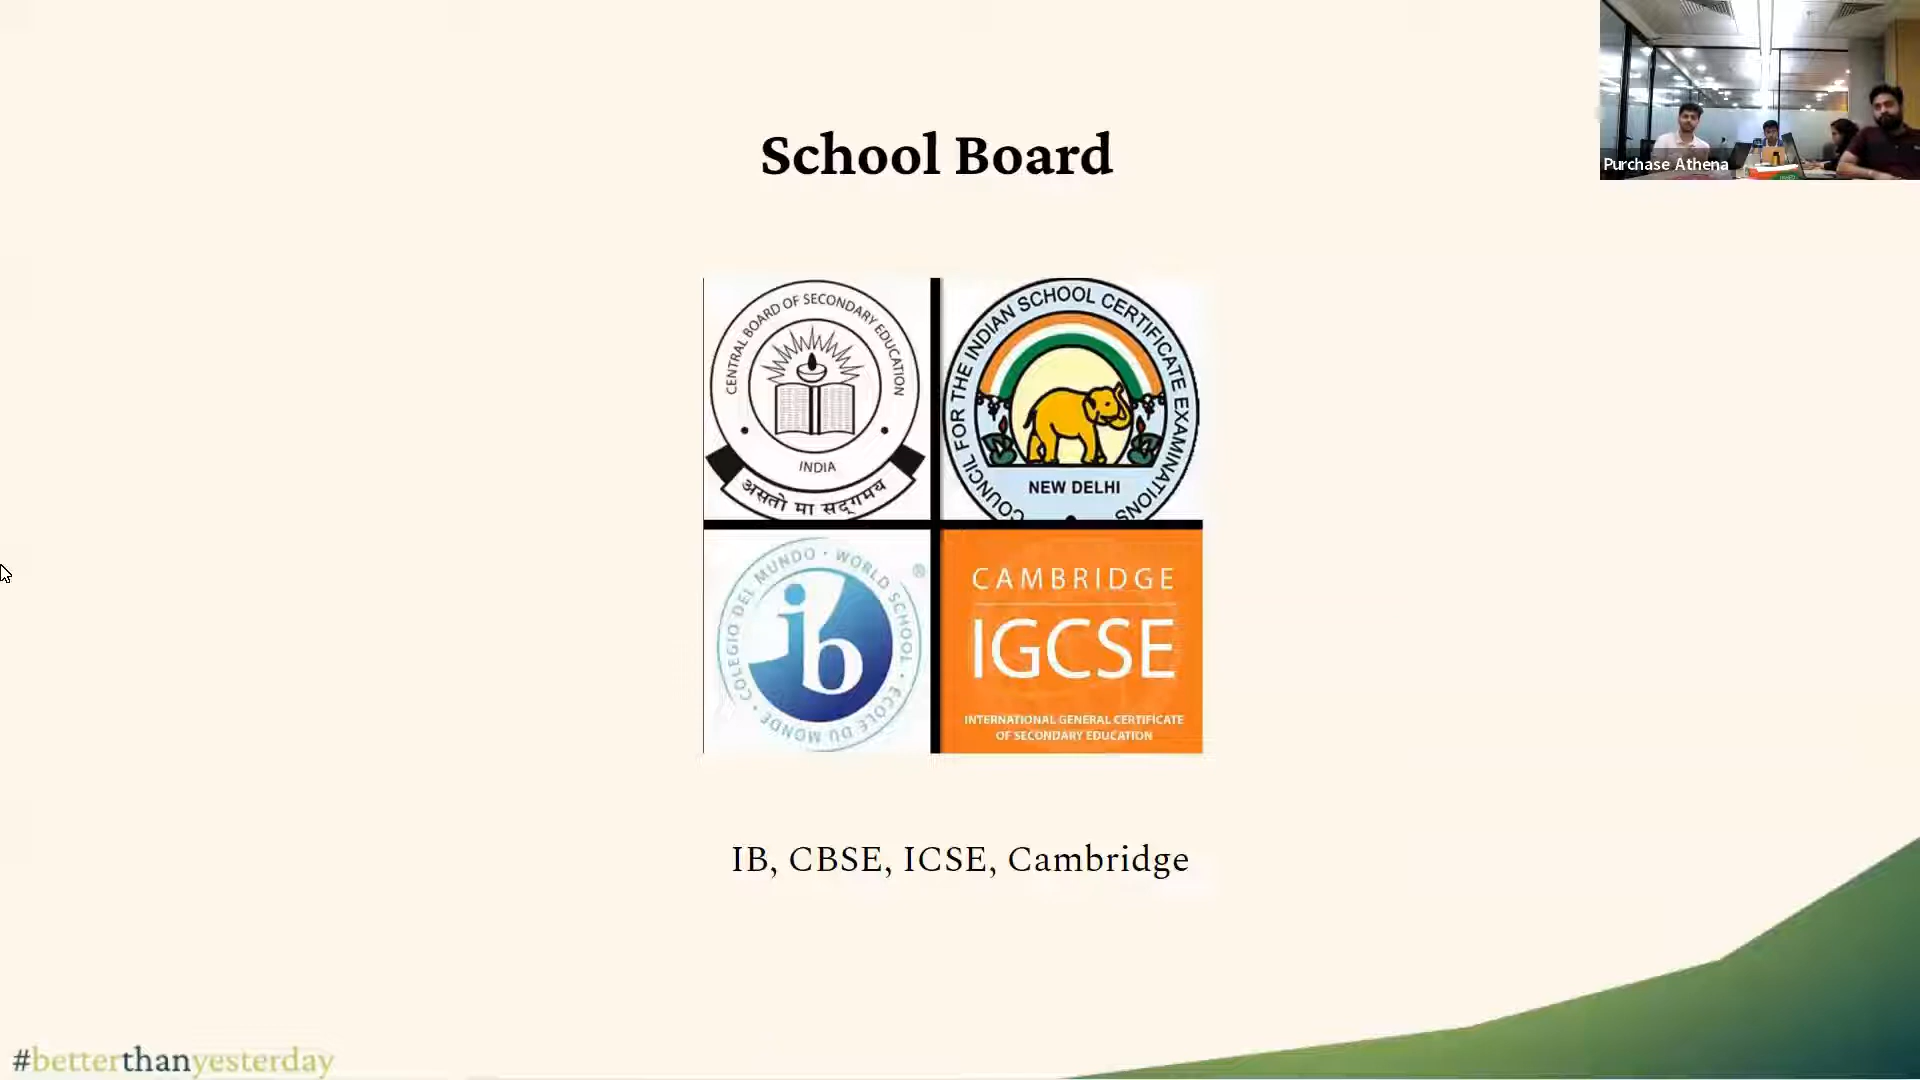 School Board
Purchase Athena
CENTRAL BOARD OF SECONDARY EDUCATION
INDIA
असतो मा सद्गमय
COUNCIL FOR THE INDIAN SCHOOL CERTIFICATE EXAMINATIONS
NEW DELHI
COLEGIO DEL MUNDO · WORLD SCHOOL · ÉCOLE DU MONDE ·
®
ib
CAMBRIDGE
IGCSE
INTERNATIONAL GENERAL CERTIFICATE
OF SECONDARY EDUCATION
IB, CBSE, ICSE, Cambridge
#betterthanyesterday